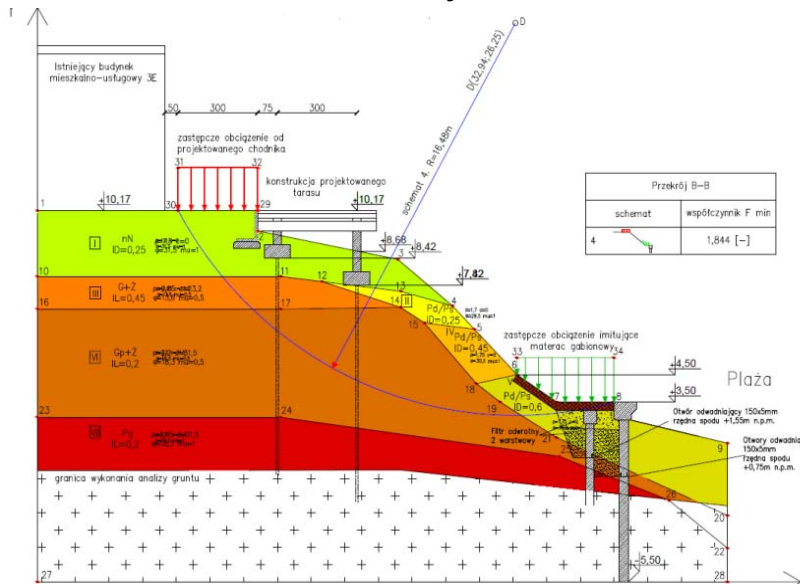 D
D(32,94;26,25)
Istniejący budynek
mieszkalno-usługowy 3E
50 300 75 300
zastępcze obciążenie od
projektowanego chodnika
31 32
schemat 4. R=16,48m
konstrukcja projektowanego
tarasu
Przekrój B-B
schemat współczynnik F min
4 1,844 [-]
1 +10,17 30 29 +10,17
2
+8,68 +8,42
3
I nN
ID=0,25
+7,82
10 11 12 13
III G+Ż
IL=0,45
II
Pd/Ps
ID=0,25
4
16 17 14 15
IV
Pd/Ps
ID=0,45
5
zastępcze obciążenie imitujące
materac gabionowy
33 34
VI Gp+Ż
IL=0,2
6 +4,50
Plaża
18 V 7 8 +3,50
19 Pd/Ps
ID=0,6
23 24
Otwór odwadniający 150x5mm
rzędna spodu +1,55m n.p.m.
Filtr odwrotny
2 warstwowy
21
25
9
Otwory odwadnia
150x5mm
rzędna spodu
+0,75m n.p.m.
IL=0,2
granica wykonania analizy gruntu
26
20
22
-5,50
27 28